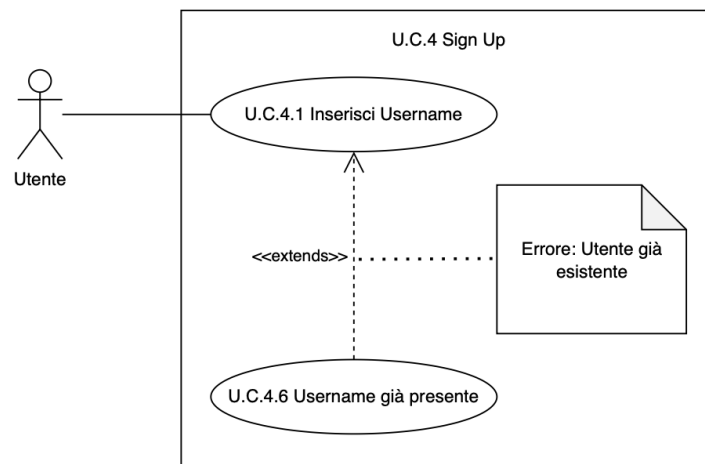 U.C.4 Sign Up
U.C.4.1 Inserisci Username
Utente
<<extends>>
Errore: Utente già
esistente
U.C.4.6 Username già presente